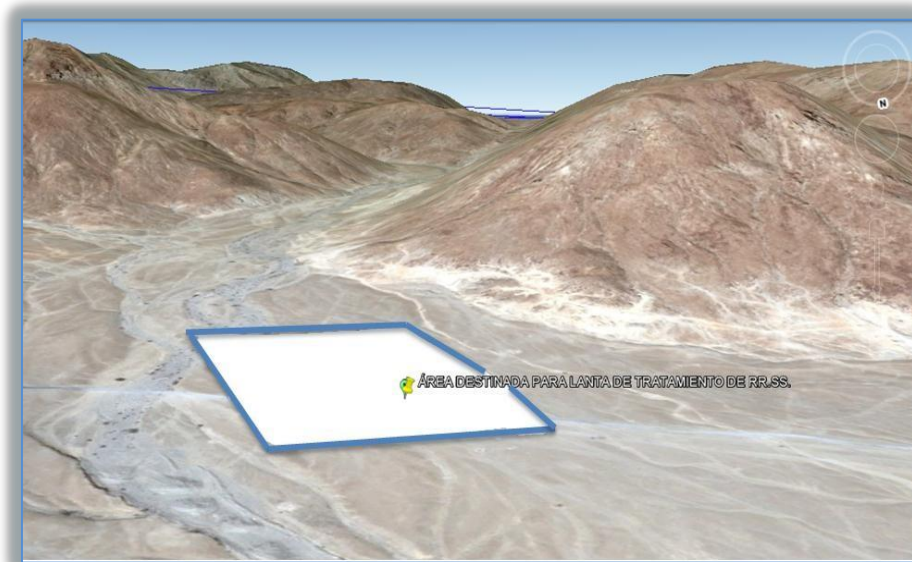 N
ÁREA DESTINADA PARA LANTA DE TRATAMIENTO DE RR.SS.